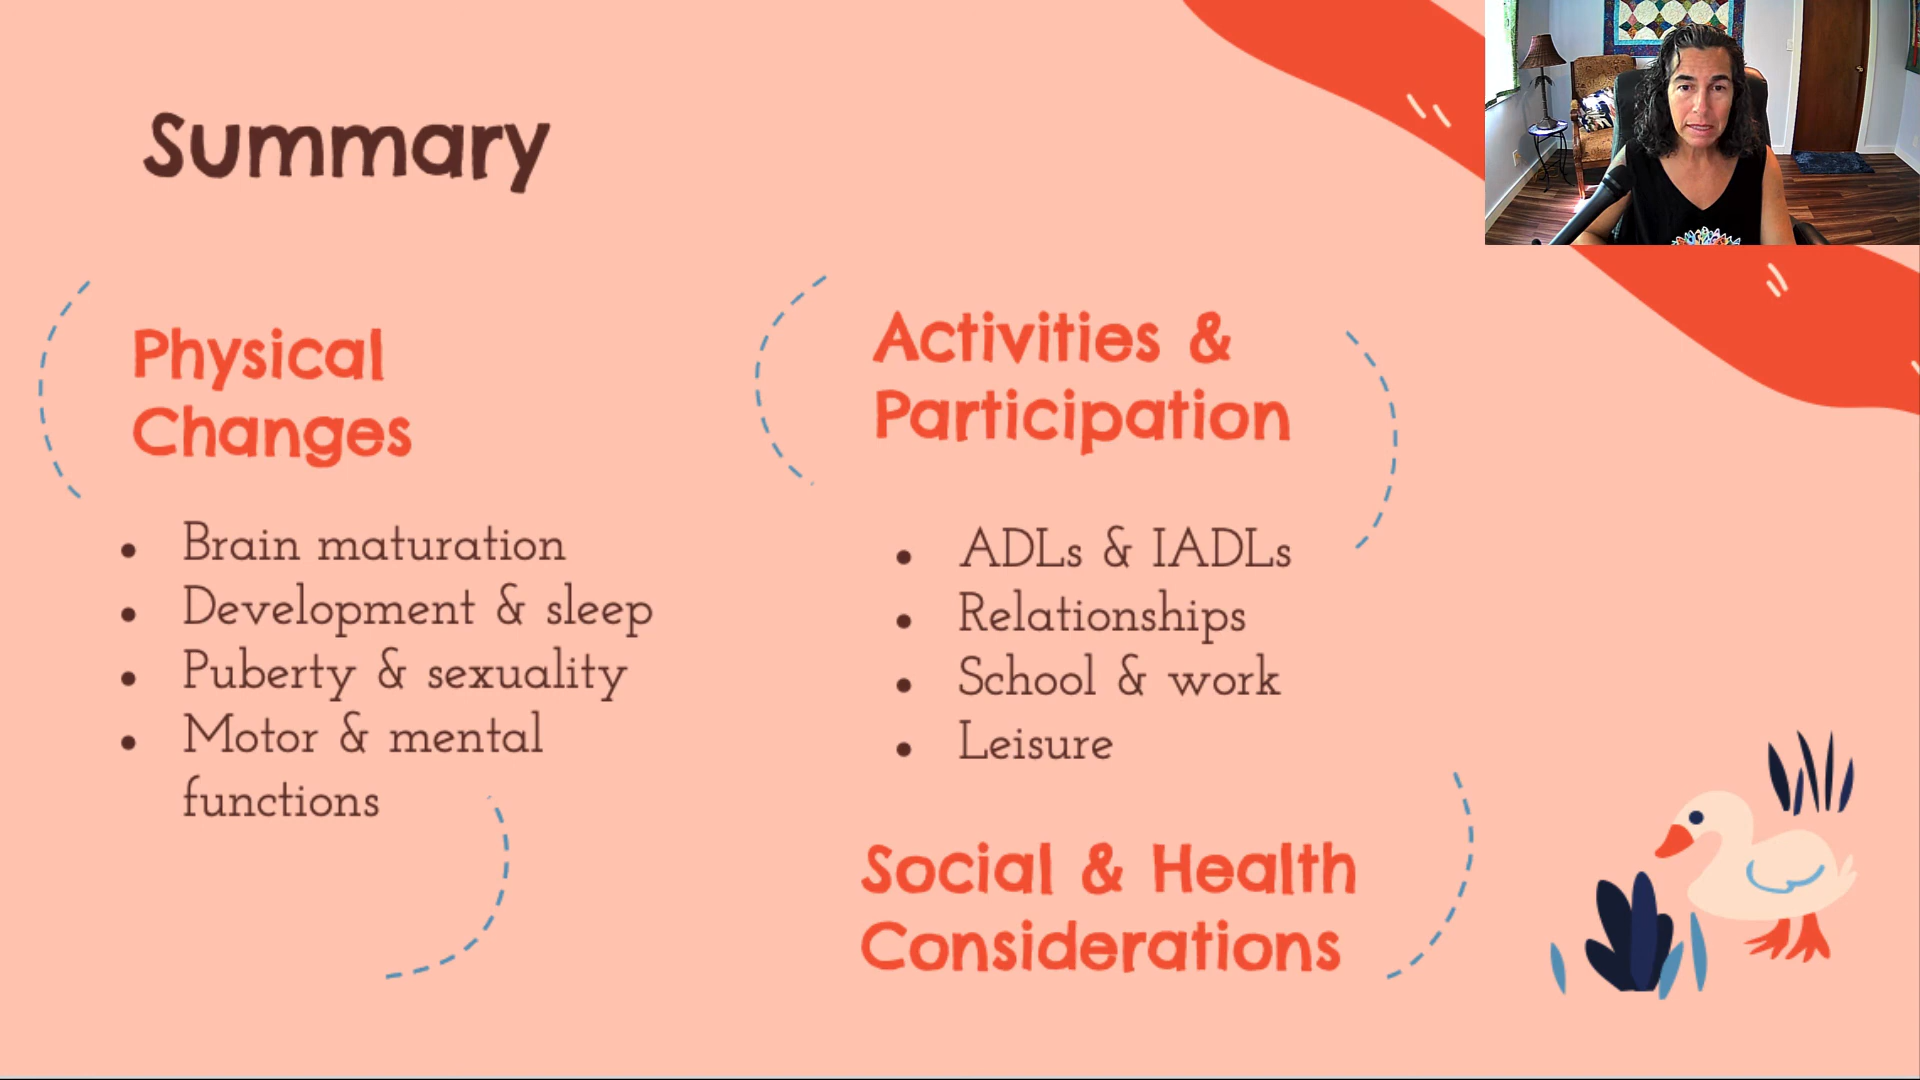 Summary
Physical
Changes
• Brain maturation
• Development & sleep
• Puberty & sexuality
• Motor & mental
functions
Activities &
Participation
• ADLs & IADLs
• Relationships
• School & work
• Leisure
Social & Health
Considerations